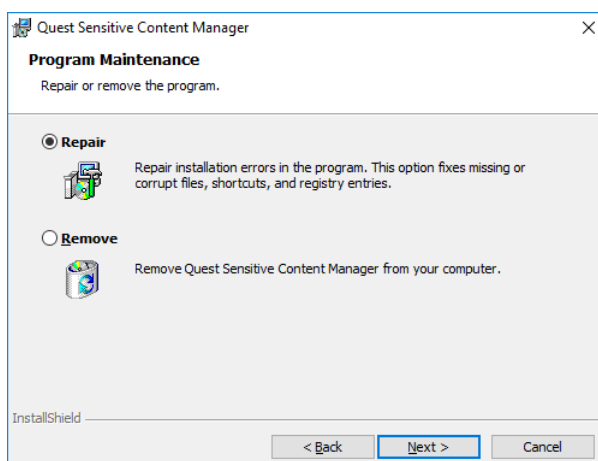 Quest Sensitive Content Manager
Program Maintenance
Repair or remove the program.
Repair
Repair installation errors in the program. This option fixes missing or
corrupt files, shortcuts, and registry entries.
Remove
Remove Quest Sensitive Content Manager from your computer.
InstallShield
< Back
Next >
Cancel